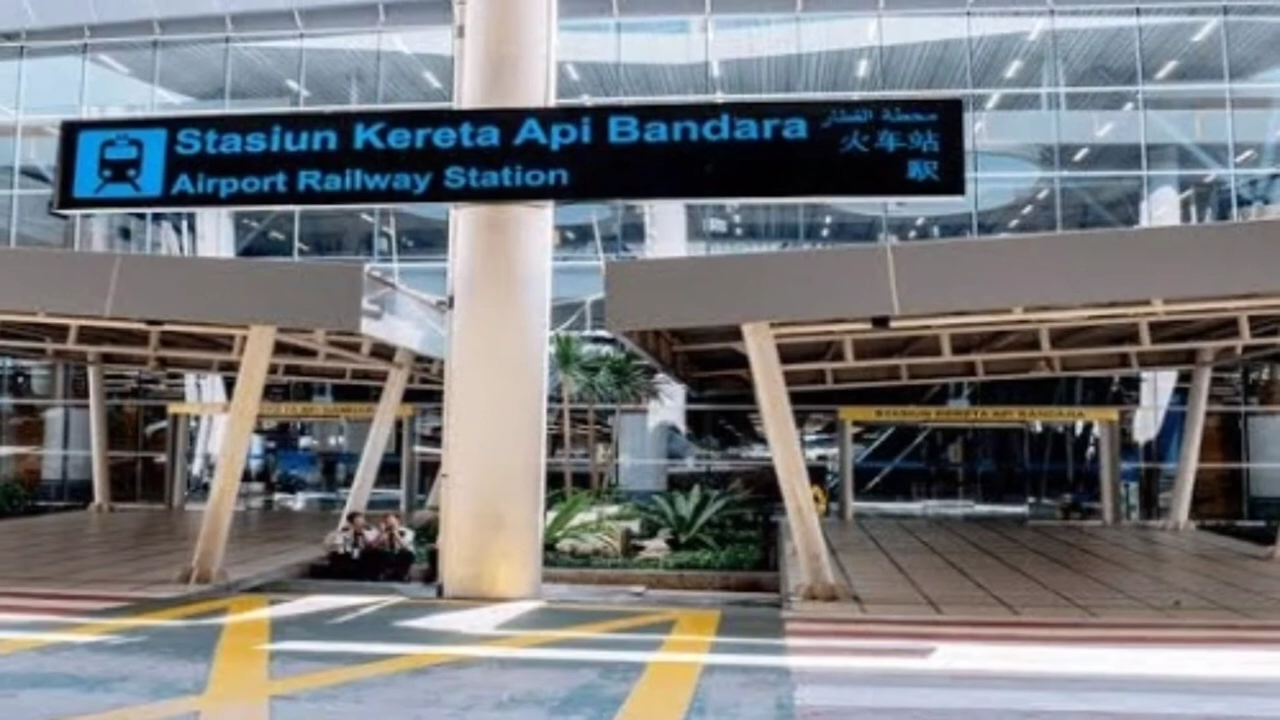 Stasiun Kereta Api Bandara
Airport Railway Station
محطة القطار
火车站
駅
STASIUN KERETA API BANDARA